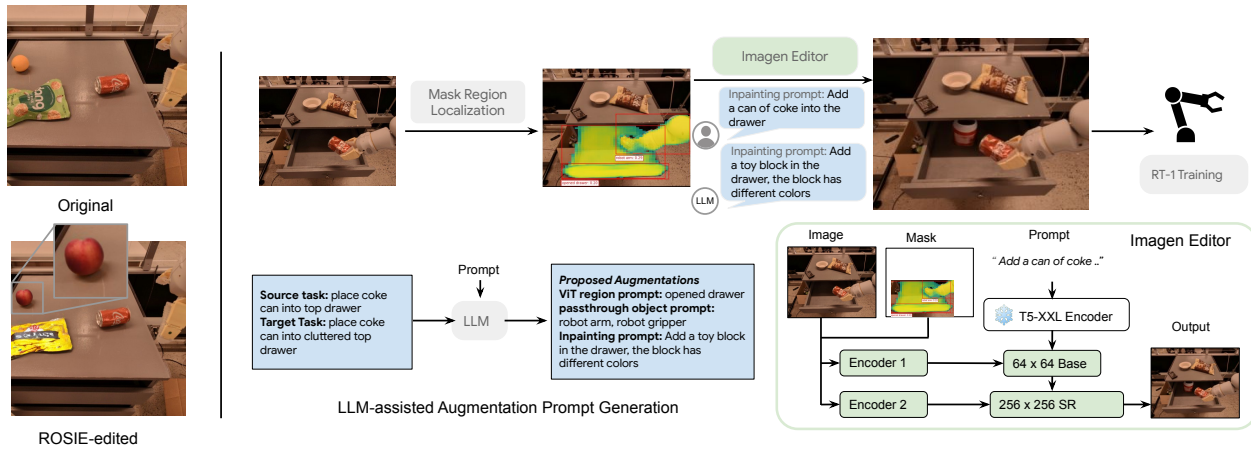 Original
ROSIE-edited
Mask Region
Localization
Imagen Editor
Inpainting prompt: Add
a can of coke into the
drawer
Inpainting prompt: Add
a toy block in the
drawer, the block has
different colors
LLM
RT-1 Training
Source task: place coke
can into top drawer
Target Task: place coke
can into cluttered top
drawer
Prompt
LLM
Proposed Augmentations
ViT region prompt: opened drawer
passthrough object prompt:
robot arm, robot gripper
Inpainting prompt: Add a toy block
in the drawer, the block has
different colors
LLM-assisted Augmentation Prompt Generation
Image
Mask
Prompt
Imagen Editor
“ Add a can of coke ..”
T5-XXL Encoder
Output
Encoder 1
64 x 64 Base
Encoder 2
256 x 256 SR